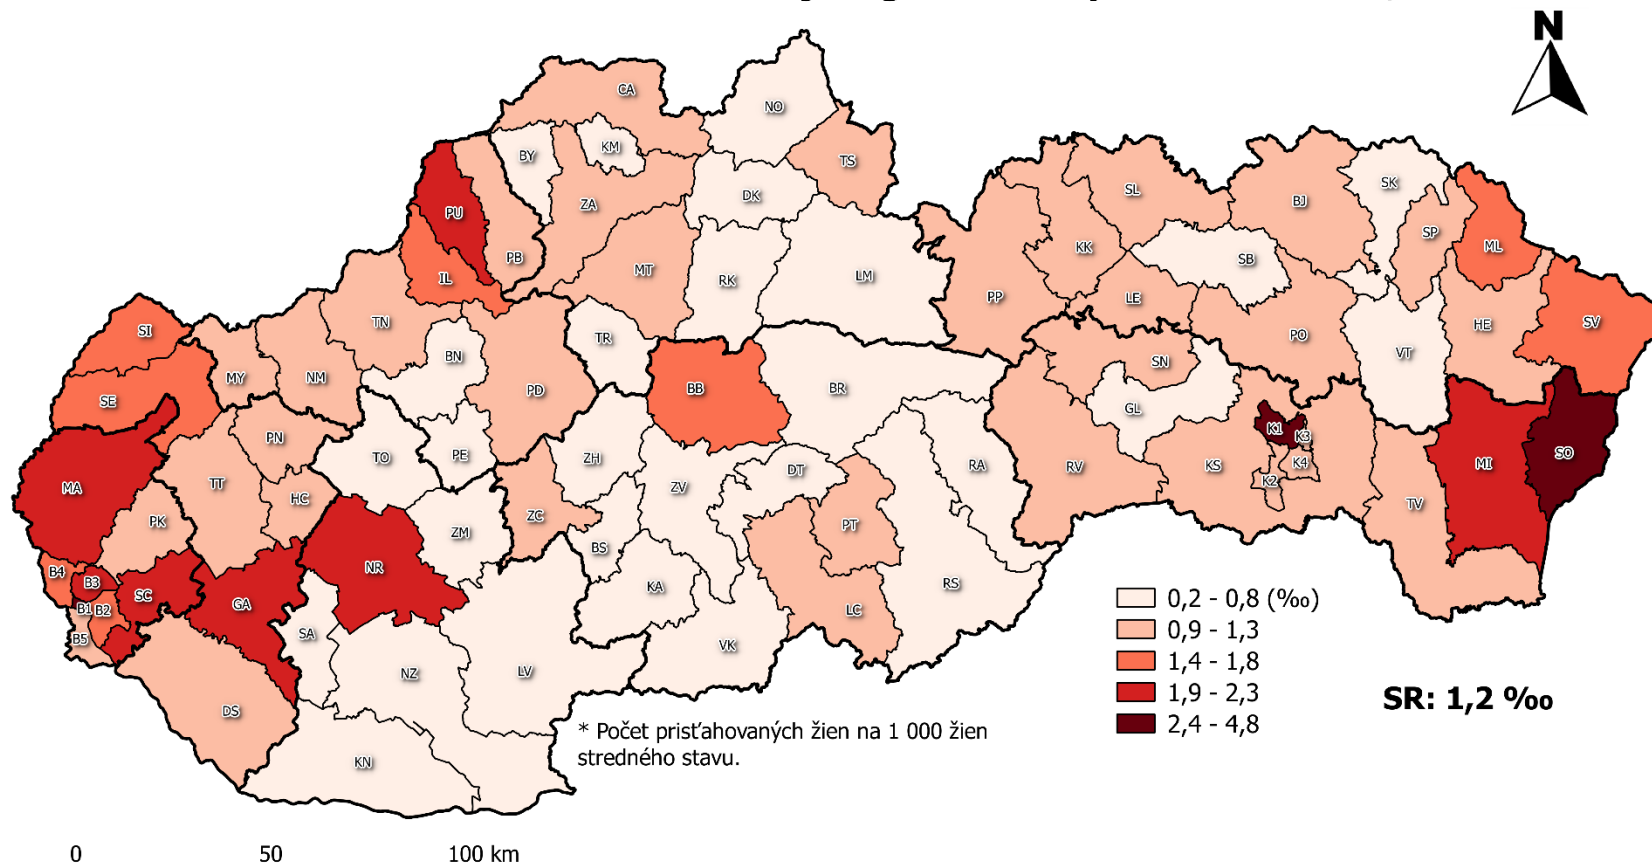 N
CA
NO
BY
KM
TS
PU
ZA
DK
SL
BJ
SK
SP
ML
PB
IL
MT
RK
LM
KK
SB
PP
LE
HE
SV
SI
TN
BN
TR
PO
VT
SN
MY
NM
PD
BB
BR
GL
SE
PN
TO
PE
ZH
DT
RA
RV
KS
K1
K3
K4
K2
MI
SO
MA
TT
HC
ZV
PK
ZC
PT
TV
ZM
BS
B4
B3
NR
KA
RS
SC
GA
B1
B2
LC
B5
SA
VK
NZ
LV
DS
KN
0,2 - 0,8 (‰)
0,9 - 1,3
1,4 - 1,8
1,9 - 2,3
2,4 - 4,8
SR: 1,2 ‰
* Počet prisťahovaných žien na 1 000 žien
stredného stavu.
0 50 100 km